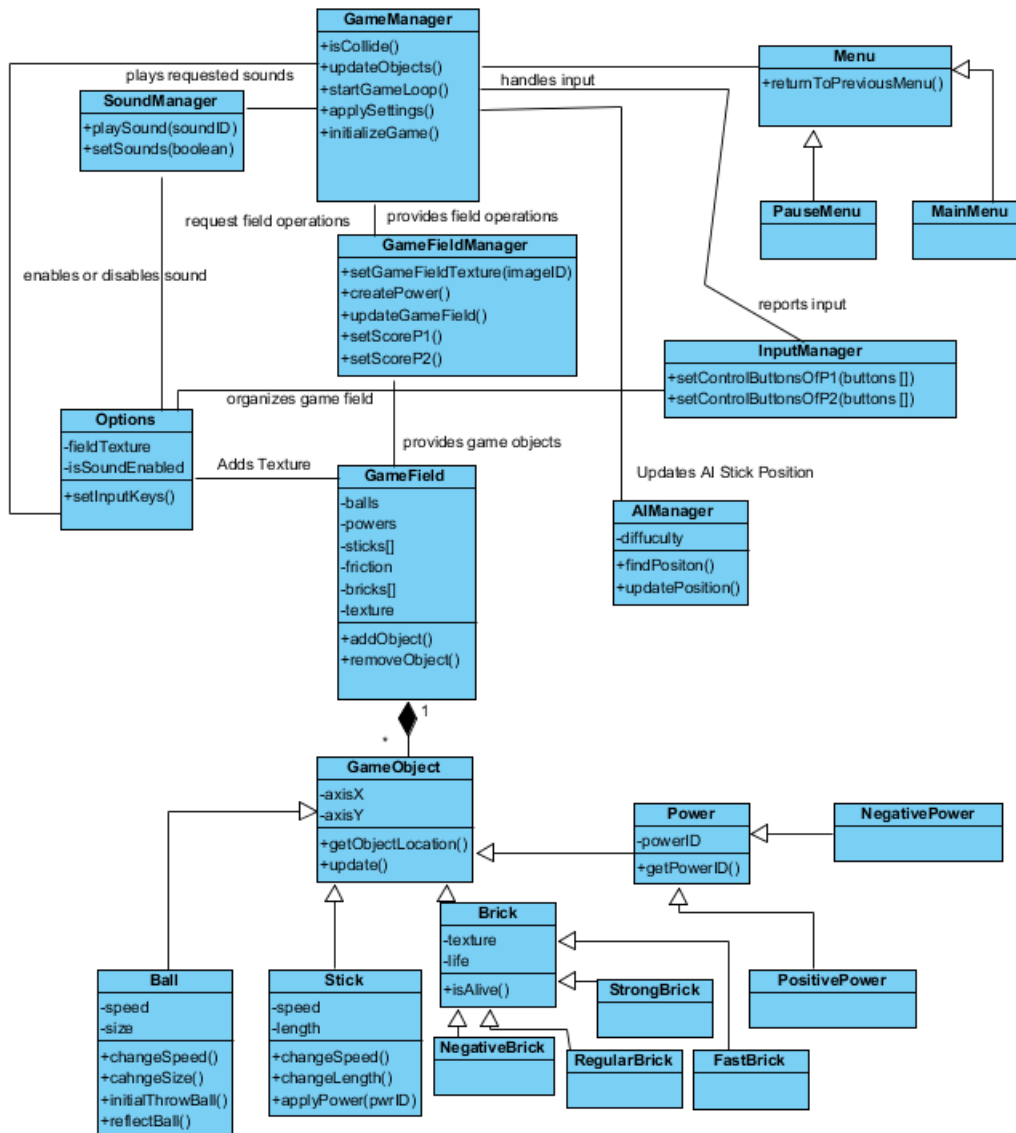 GameManager
+isCollide()
+updateObjects()
+startGameLoop()
+applySettings()
+initializeGame()
plays requested sounds
handles input
Menu
+returnToPreviousMenu()
SoundManager
+playSound(soundID)
+setSounds(boolean)
PauseMenu
MainMenu
request field operations
provides field operations
GameFieldManager
+setGameFieldTexture(imageID)
+createPower()
+updateGameField()
+setScoreP1()
+setScoreP2()
enables or disables sound
reports input
InputManager
+setControlButtonsOfP1(buttons [])
+setControlButtonsOfP2(buttons [])
organizes game field
Options
-fieldTexture
-isSoundEnabled
+setInputKeys()
provides game objects
Adds Texture
GameField
-balls
-powers
-sticks[]
-friction
-bricks[]
-texture
+addObject()
+removeObject()
Updates AI Stick Position
AIManager
-diffuculty
+findPositon()
+updatePosition()
1
*
GameObject
-axisX
-axisY
+getObjectLocation()
+update()
Power
-powerID
+getPowerID()
NegativePower
Brick
-texture
-life
+isAlive()
PositivePower
StrongBrick
NegativeBrick
RegularBrick
FastBrick
Ball
-speed
-size
+changeSpeed()
+cahngeSize()
+initialThrowBall()
+reflectBall()
Stick
-speed
-length
+changeSpeed()
+changeLength()
+applyPower(pwrID)